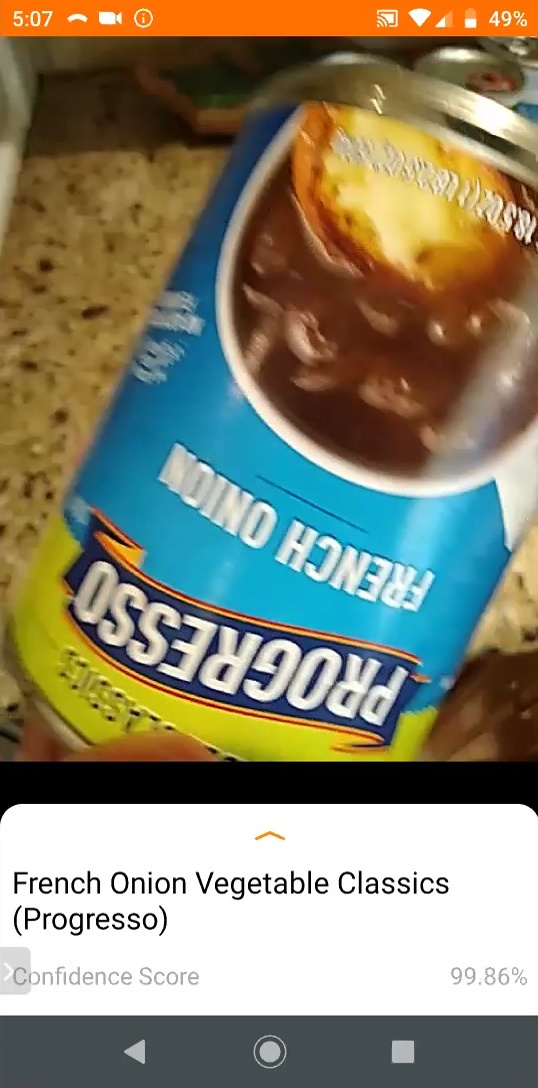 5:07
49%
FRENCH ONION
PROGRESSO
French Onion Vegetable Classics
(Progresso)
Confidence Score
99.86%